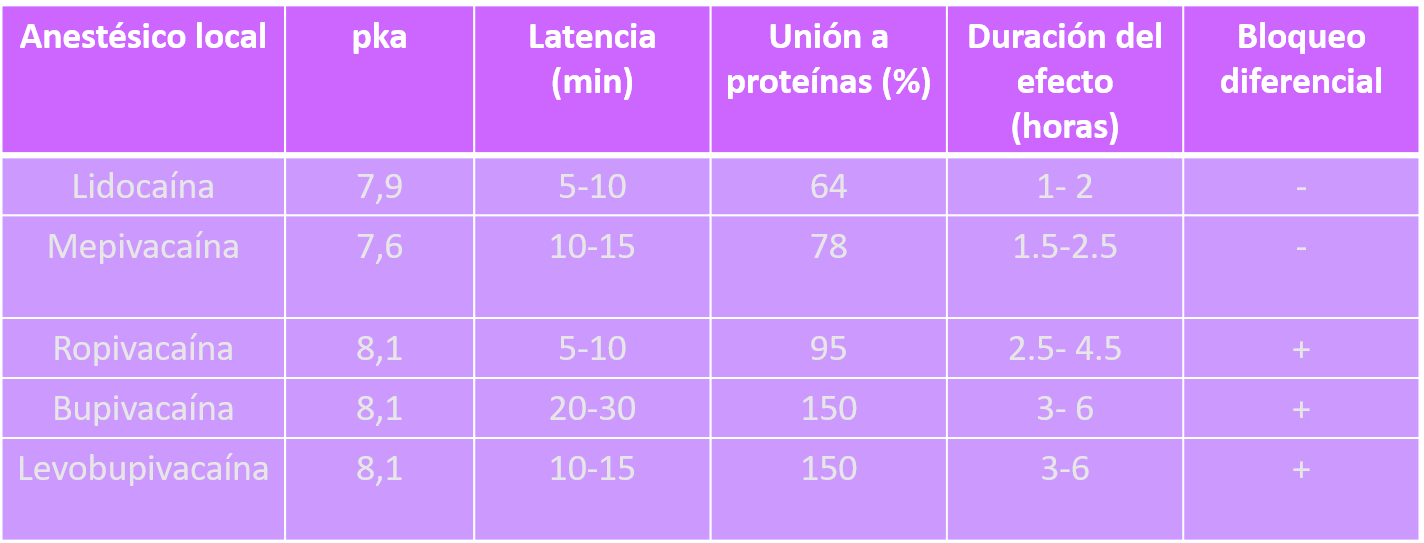 Anestésico local pka Latencia (min) Unión a proteínas (%) Duración del efecto (horas) Bloqueo diferencial
Lidocaína 7,9 5-10 64 1- 2 -
Mepivacaína 7,6 10-15 78 1.5-2.5 -
Ropivacaína 8,1 5-10 95 2.5- 4.5 +
Bupivacaína 8,1 20-30 150 3- 6 +
Levobupivacaína 8,1 10-15 150 3-6 +